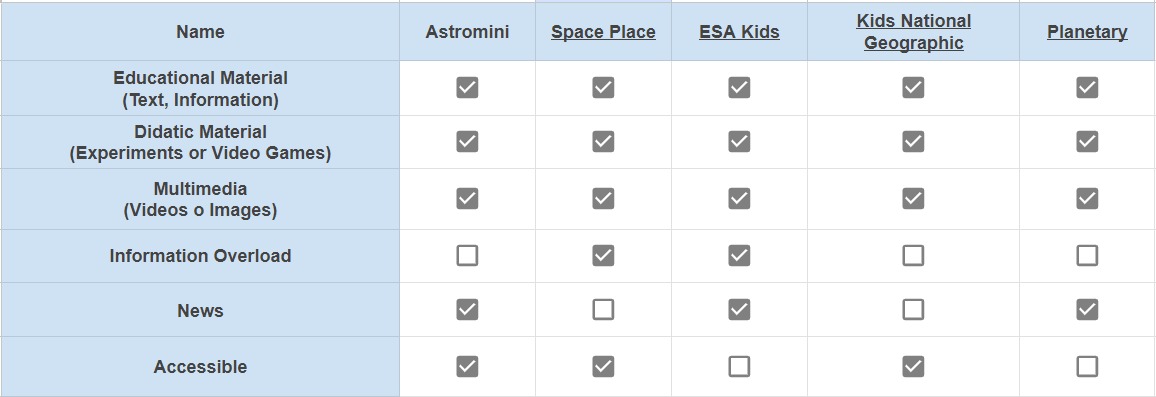 Name Astromini Space Place ESA Kids Kids National
Geographic Planetary
Educational Material
(Text, Information)
Didatic Material
(Experiments or Video Games)
Multimedia
(Videos o Images)
Information Overload
News
Accessible